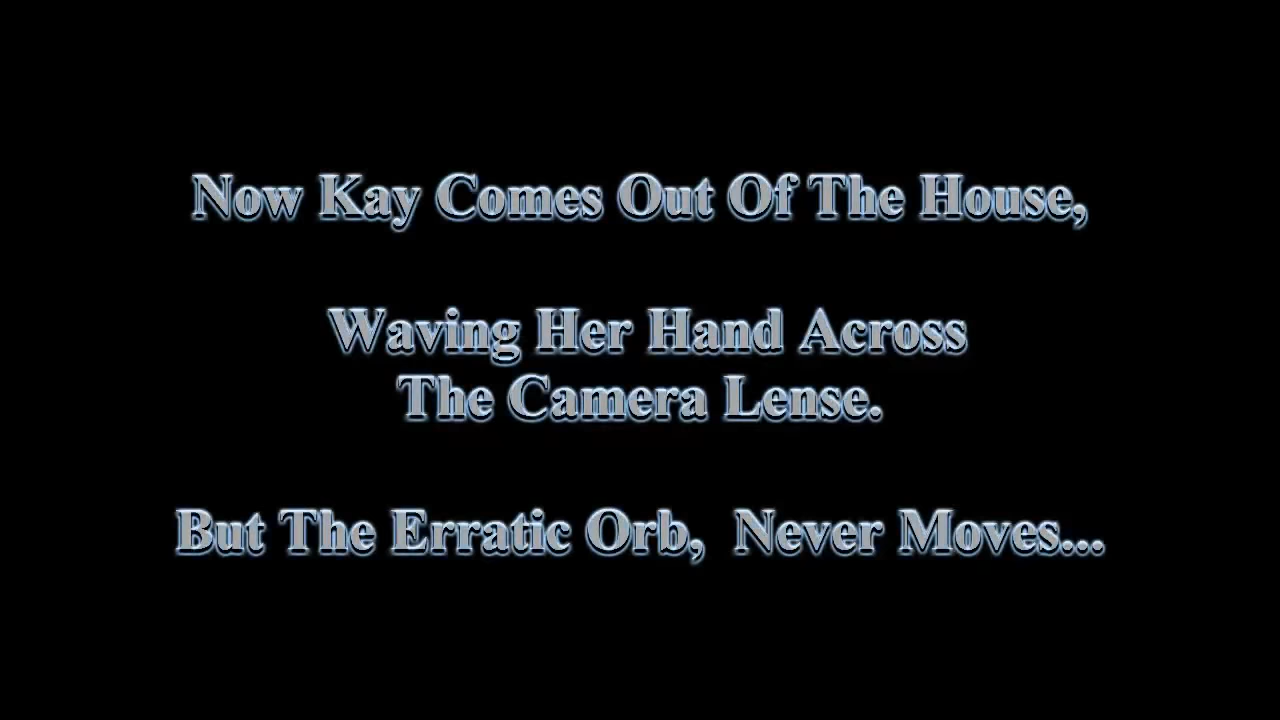 Now Kay Comes Out Of The House,
Waving Her Hand Across
The Camera Lense.
But The Erratic Orb,  Never Moves...